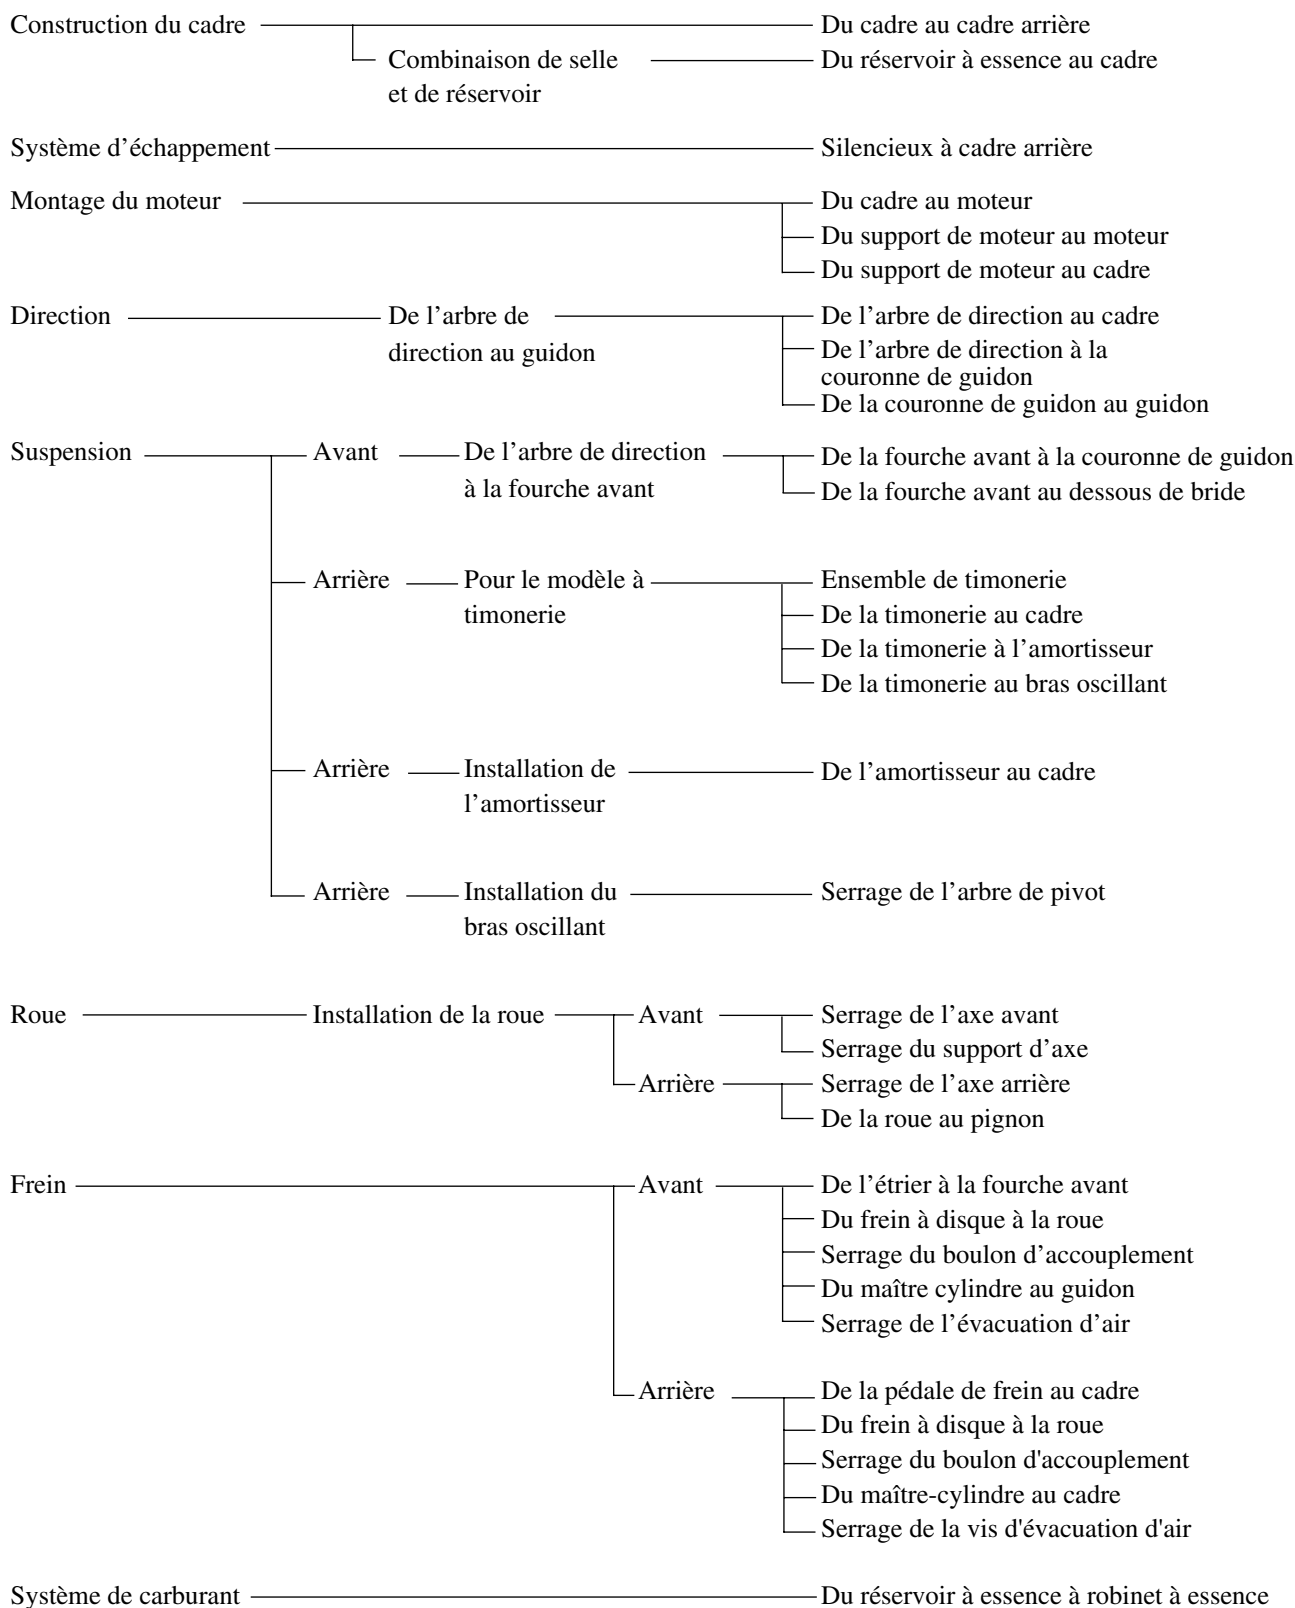 Construction du cadre
Du cadre au cadre arrière
Combinaison de selle
et de réservoir
Du réservoir à essence au cadre
Système d’échappement
Silencieux à cadre arrière
Montage du moteur
Du cadre au moteur
Du support de moteur au moteur
Du support de moteur au cadre
Direction
De l’arbre de
direction au guidon
De l’arbre de direction au cadre
De l’arbre de direction à la
couronne de guidon
De la couronne de guidon au guidon
Suspension
Avant
De l’arbre de direction
à la fourche avant
De la fourche avant à la couronne de guidon
De la fourche avant au dessous de bride
Arrière
Pour le modèle à
timonerie
Ensemble de timonerie
De la timonerie au cadre
De la timonerie à l’amortisseur
De la timonerie au bras oscillant
Arrière
Installation de
l’amortisseur
De l’amortisseur au cadre
Arrière
Installation du
bras oscillant
Serrage de l’arbre de pivot
Roue
Installation de la roue
Avant
Serrage de l’axe avant
Serrage du support d’axe
Arrière
Serrage de l’axe arrière
De la roue au pignon
Frein
Avant
De l’étrier à la fourche avant
Du frein à disque à la roue
Serrage du boulon d’accouplement
Du maître cylindre au guidon
Serrage de l’évacuation d’air
Arrière
De la pédale de frein au cadre
Du frein à disque à la roue
Serrage du boulon d'accouplement
Du maître-cylindre au cadre
Serrage de la vis d'évacuation d'air
Système de carburant
Du réservoir à essence à robinet à essence